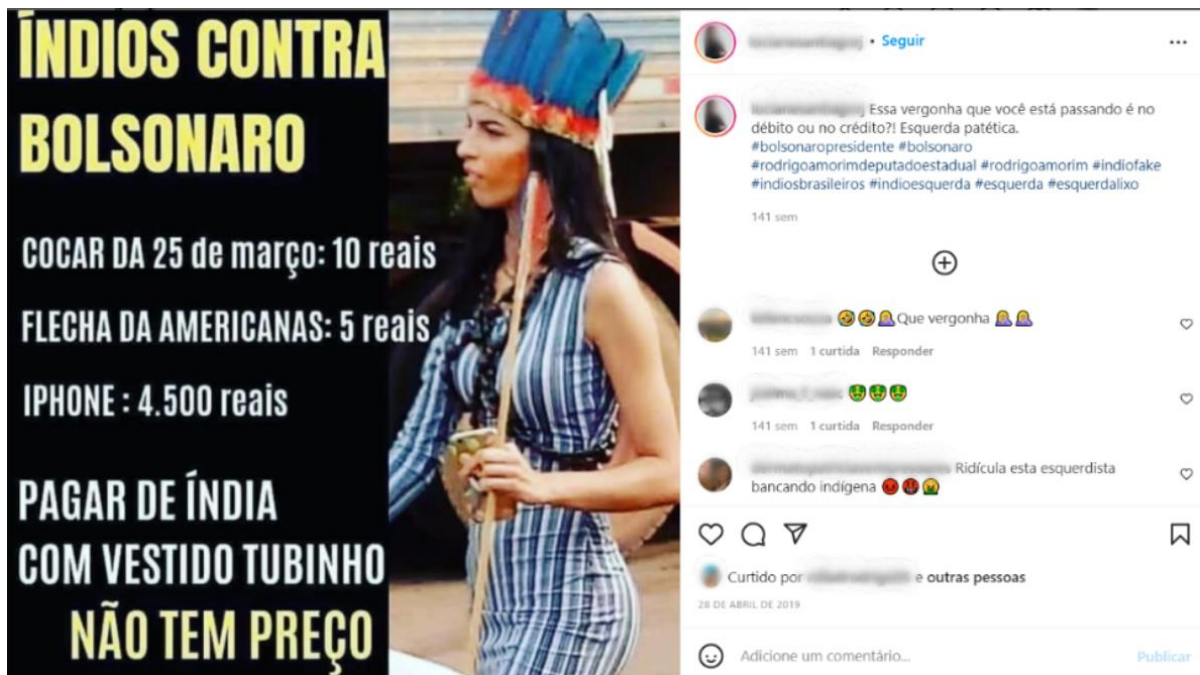 ÍNDIOS CONTRA
BOLSONARO
COCAR DA 25 de março: 10 reais
FLECHA DA AMERICANAS: 5 reais
IPHONE : 4.500 reais
PAGAR DE ÍNDIA
COM VESTIDO TUBINHO
NÃO TEM PREÇO
• Seguir
Essa vergonha que você está passando é no
débito ou no crédito?! Esquerda patética.
#bolsonaropresidente #bolsonaro
#rodrigoamorimdeputadoestadual #rodrigoamorim #indiofake
#indiosbrasileiros #indioesquerda #esquerda #esquerdalixo
141 sem
🤣🤣🤦🏼‍♀️Que vergonha 🤦🏼‍♀️🤦🏼‍♀️
141 sem 1 curtida Responder
141 sem 1 curtida Responder
Ridícula esta esquerdista
bancando indígena 😡🤬🤮
Curtido por e outras pessoas
28 DE ABRIL DE 2019
Adicione um comentário...
Publicar